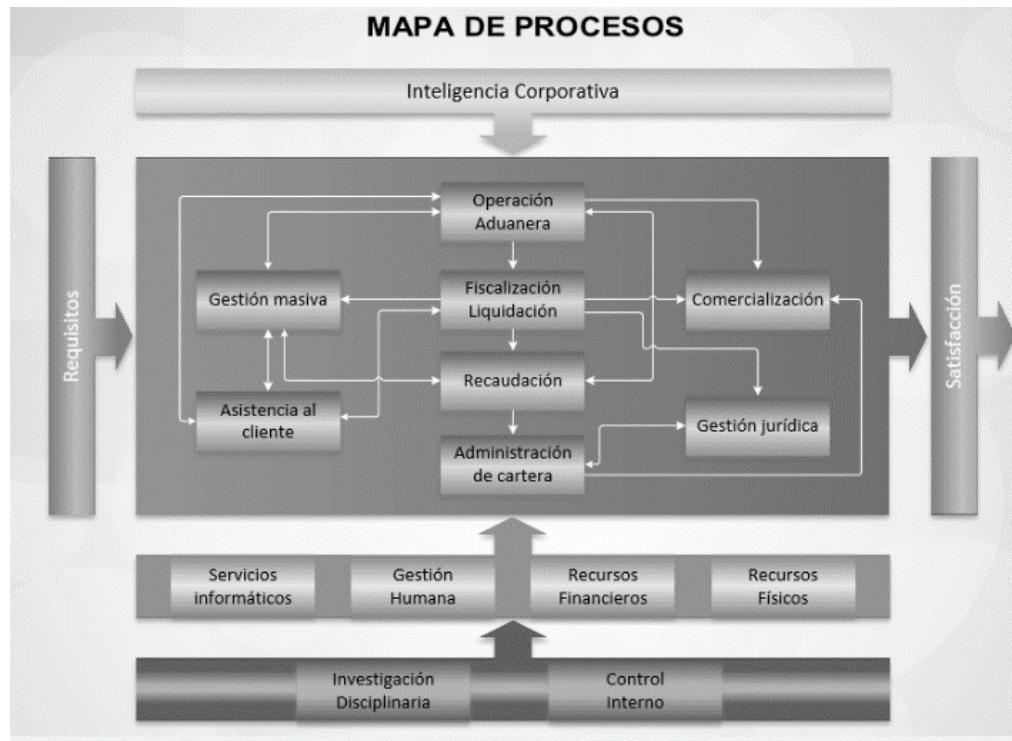 MAPA DE PROCESOS
Inteligencia Corporativa
Requisitos
Operación
Aduanera
Gestión masiva
Fiscalización
Liquidación
Comercialización
Recaudación
Asistencia al
cliente
Gestión jurídica
Administración
de cartera
Satisfacción
Servicios
informáticos
Gestión
Humana
Recursos
Financieros
Recursos
Físicos
Investigación
Disciplinaria
Control
Interno